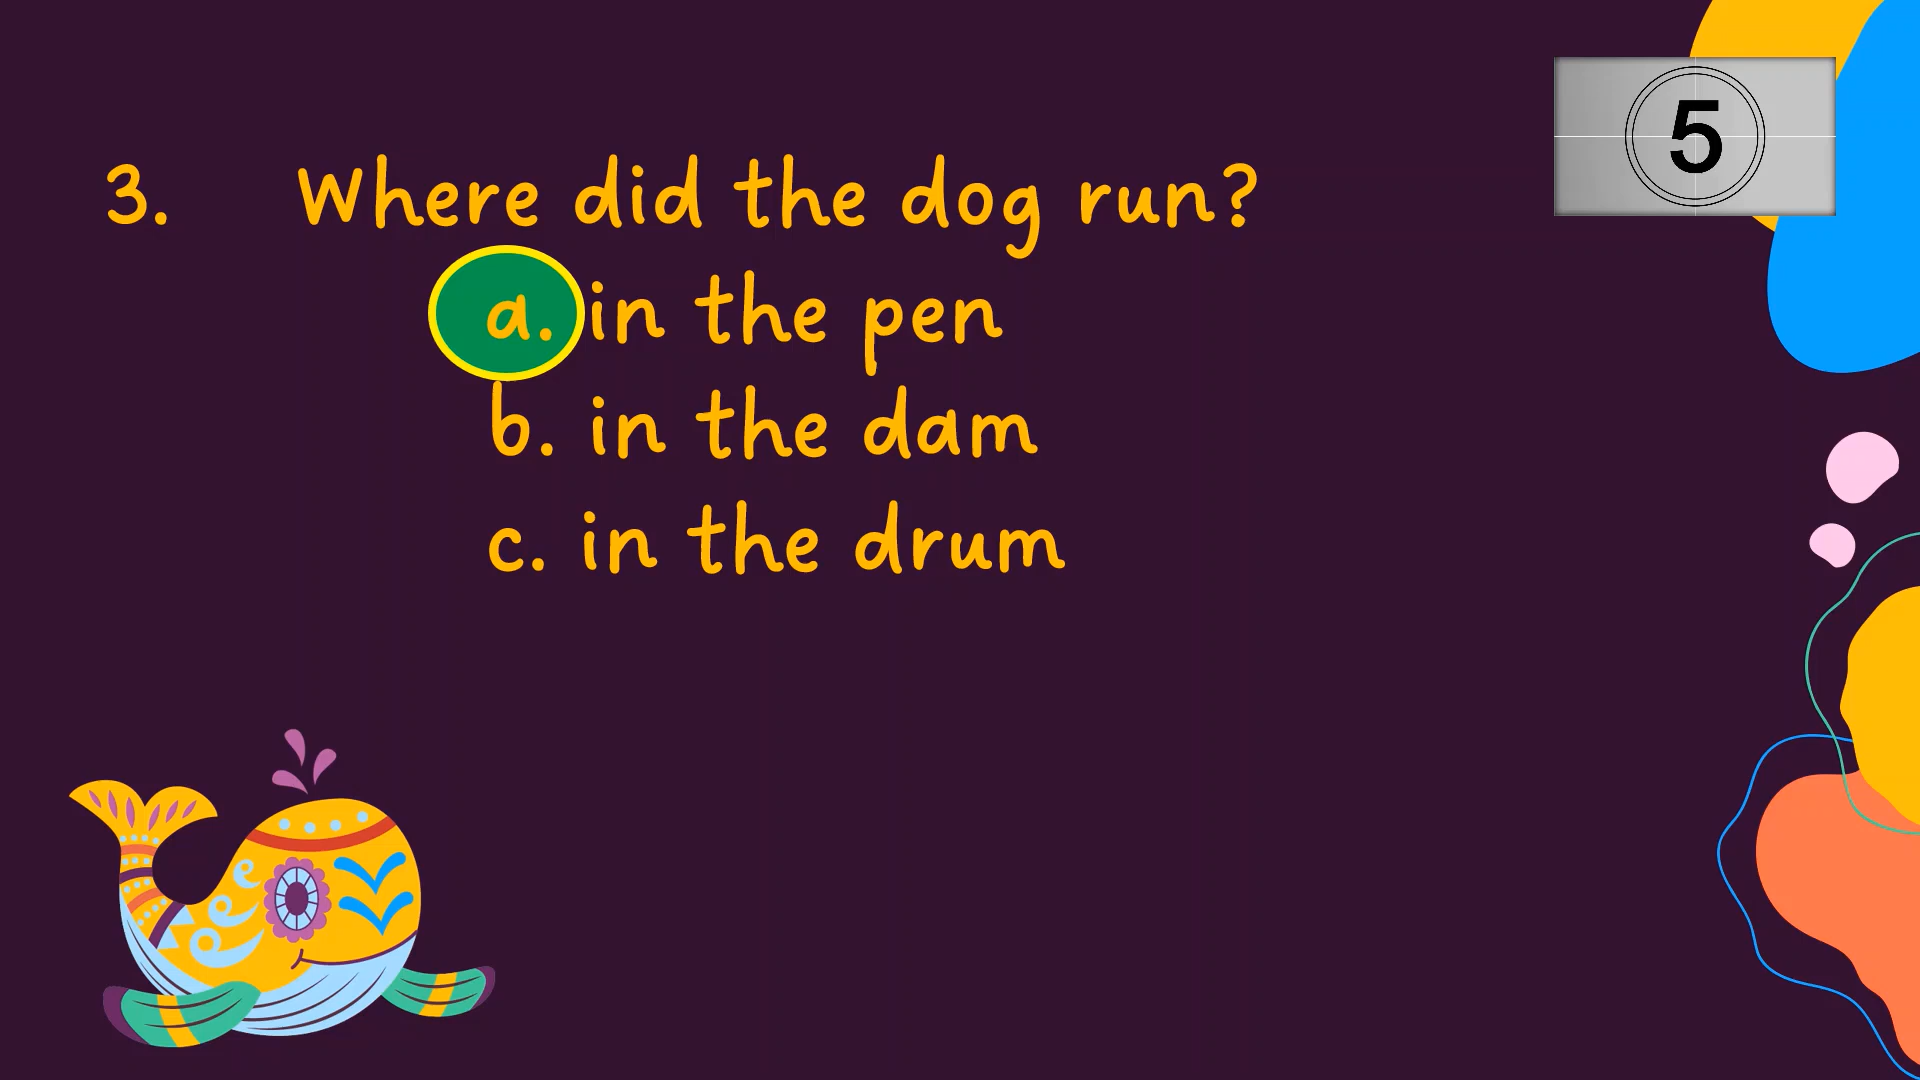 3. Where did the dog run?
a. in the pen
b. in the dam
c. in the drum
5